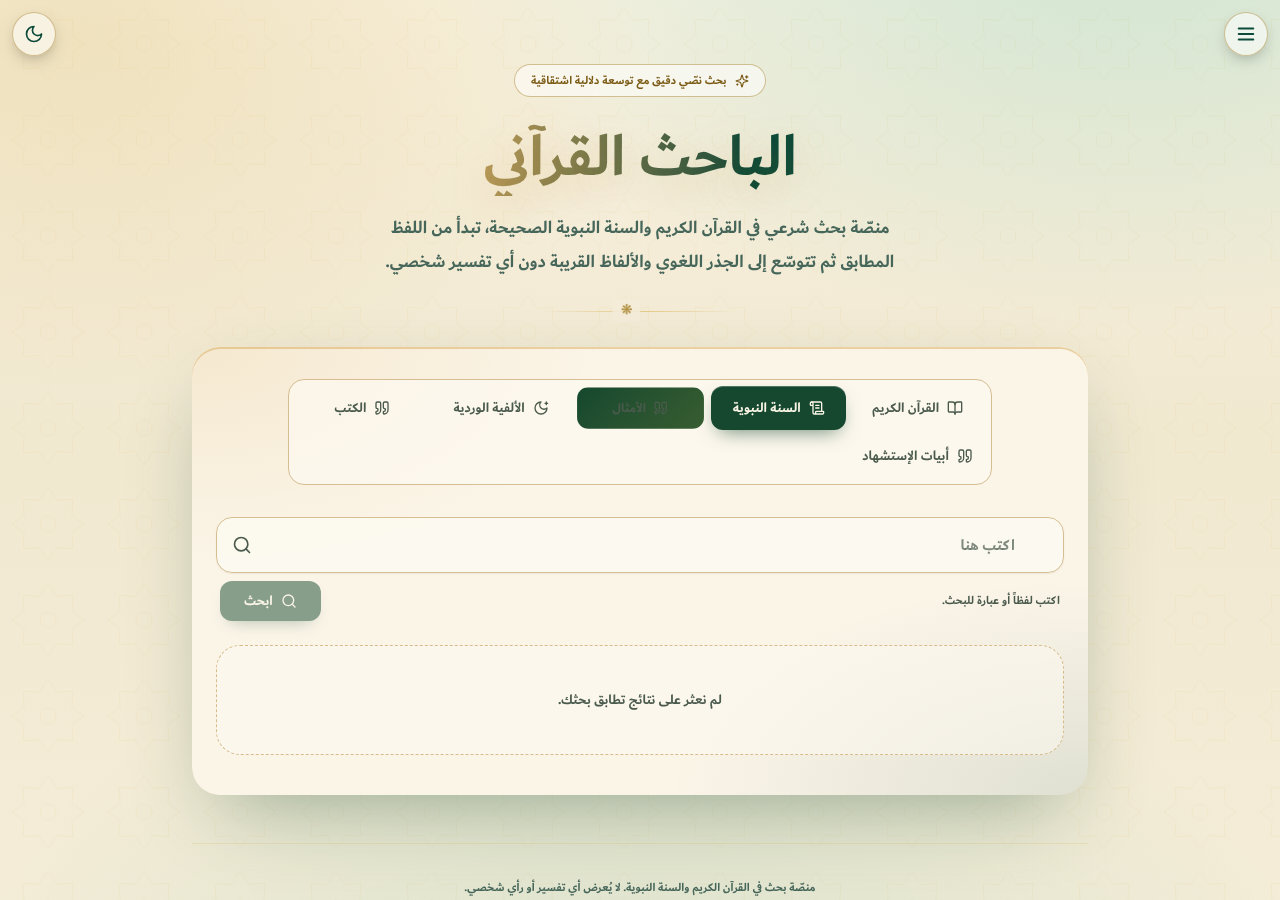 بحث نصّي دقيق مع توسعة دلالية اشتقاقية
الباحث القرآني
منصّة بحث شرعي في القرآن الكريم والسنة النبوية الصحيحة، تبدأ من اللفظ
المطابق ثم تتوسّع إلى الجذر اللغوي والألفاظ القريبة دون أي تفسير شخصي.
القرآن الكريم السنة النبوية الأمثال الألفية الوردية الكتب
أبيات الإستشهاد
اكتب هنا
اكتب لفظاً أو عبارة للبحث. ابحث
لم نعثر على نتائج تطابق بحثك.
منصّة بحث في القرآن الكريم والسنة النبوية. لا يُعرض أي تفسير أو رأي شخصي.